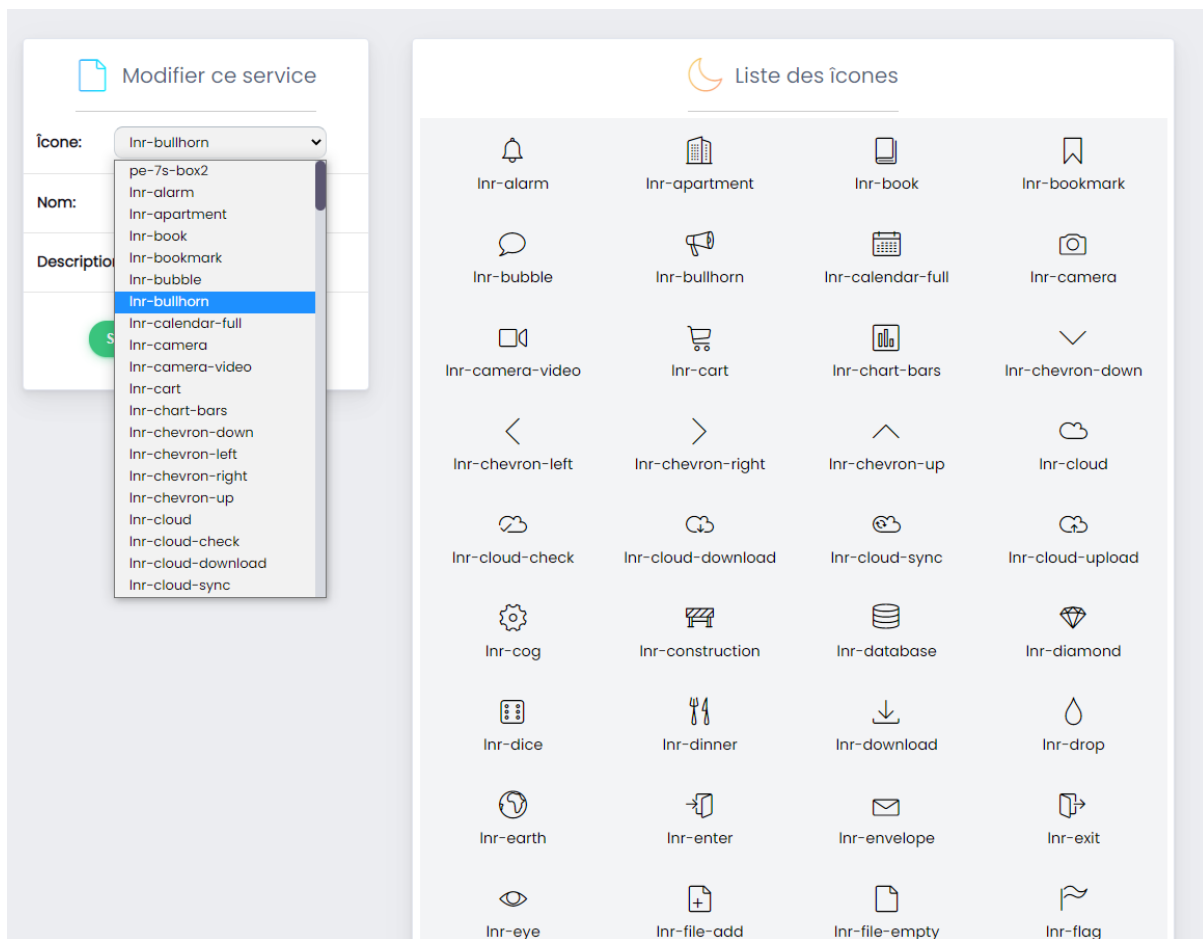 Modifier ce service
Îcone:
lnr-bullhorn
pe-7s-box2
lnr-alarm
lnr-apartment
lnr-book
lnr-bookmark
lnr-bubble
lnr-bullhorn
lnr-calendar-full
lnr-camera
lnr-camera-video
lnr-cart
lnr-chart-bars
lnr-chevron-down
lnr-chevron-left
lnr-chevron-right
lnr-chevron-up
lnr-cloud
lnr-cloud-check
lnr-cloud-download
lnr-cloud-sync
Nom:
Descriptio
S
Liste des îcones
lnr-alarm lnr-apartment lnr-book lnr-bookmark
lnr-bubble lnr-bullhorn lnr-calendar-full lnr-camera
lnr-camera-video lnr-cart lnr-chart-bars lnr-chevron-down
lnr-chevron-left lnr-chevron-right lnr-chevron-up lnr-cloud
lnr-cloud-check lnr-cloud-download lnr-cloud-sync lnr-cloud-upload
lnr-cog lnr-construction lnr-database lnr-diamond
lnr-dice lnr-dinner lnr-download lnr-drop
lnr-earth lnr-enter lnr-envelope lnr-exit
lnr-eye lnr-file-add lnr-file-empty lnr-flag